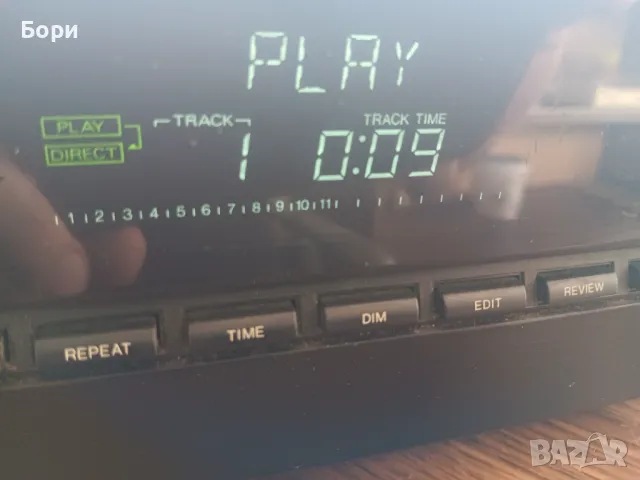 Бори
PLAY
PLAY
DIRECT
TRACK
TRACK TIME
1 0:09
1 2 3 4 5 6 7 8 9 10 11
REPEAT TIME DIM EDIT REVIEW
BAZAR